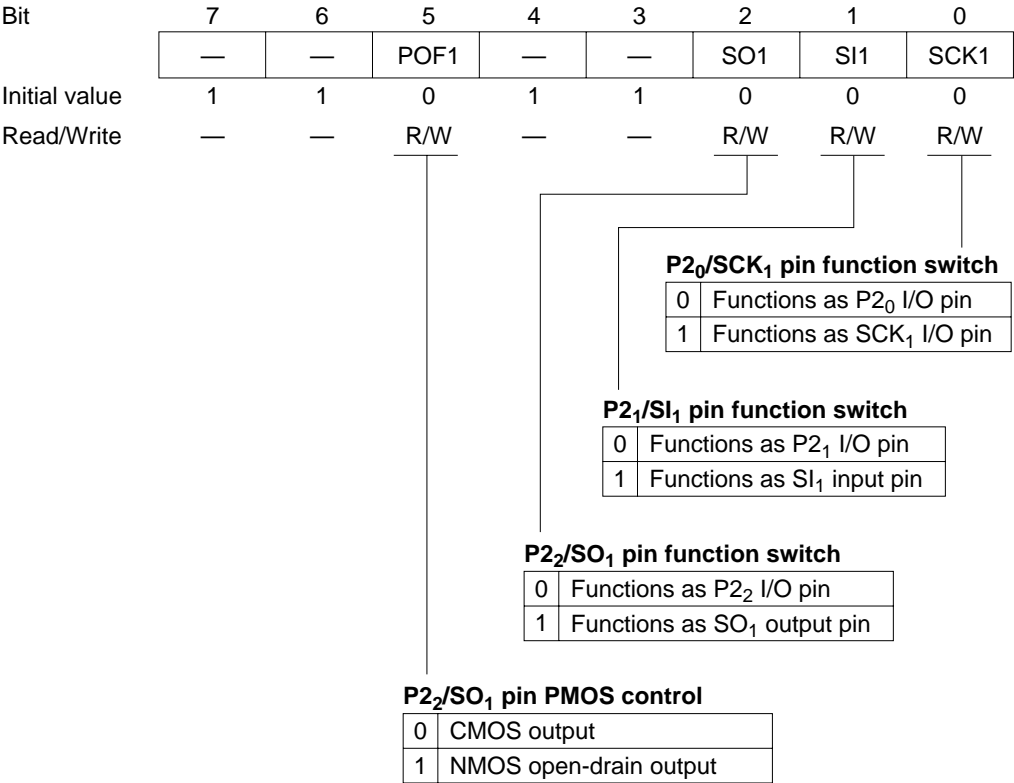 Bit 7 6 5 4 3 2 1 0
— — POF1 — — SO1 SI1 SCK1
Initial value 1 1 0 1 1 0 0 0
Read/Write — — R/W — — R/W R/W R/W
P2₀/SCK₁ pin function switch
0 Functions as P2₀ I/O pin
1 Functions as SCK₁ I/O pin
P2₁/SI₁ pin function switch
0 Functions as P2₁ I/O pin
1 Functions as SI₁ input pin
P2₂/SO₁ pin function switch
0 Functions as P2₂ I/O pin
1 Functions as SO₁ output pin
P2₂/SO₁ pin PMOS control
0 CMOS output
1 NMOS open-drain output